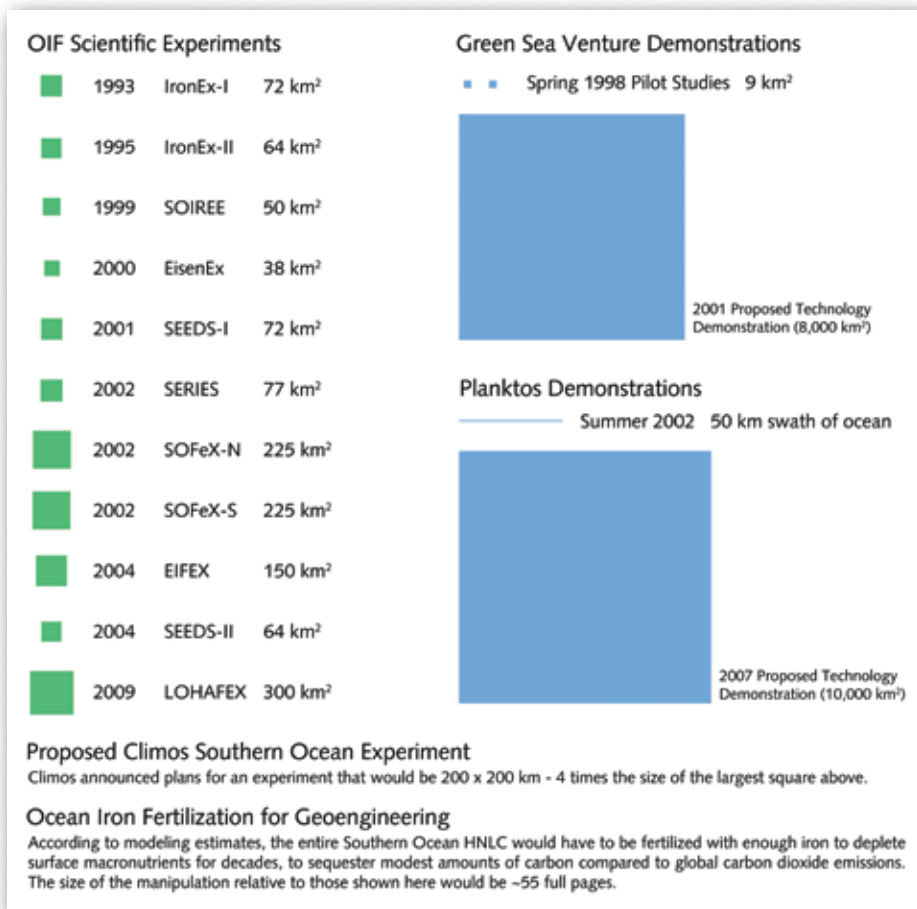 OIF Scientific Experiments
1993 IronEx-I 72 km²
1995 IronEx-II 64 km²
1999 SOIREE 50 km²
2000 EisenEx 38 km²
2001 SEEDS-I 72 km²
2002 SERIES 77 km²
2002 SOFeX-N 225 km²
2002 SOFeX-S 225 km²
2004 EIFEX 150 km²
2004 SEEDS-II 64 km²
2009 LOHAFEX 300 km²
Green Sea Venture Demonstrations
Spring 1998 Pilot Studies 9 km²
2001 Proposed Technology
Demonstration (8,000 km²)
Planktos Demonstrations
Summer 2002 50 km swath of ocean
2007 Proposed Technology
Demonstration (10,000 km²)
Proposed Climos Southern Ocean Experiment
Climos announced plans for an experiment that would be 200 x 200 km - 4 times the size of the largest square above.
Ocean Iron Fertilization for Geoengineering
According to modeling estimates, the entire Southern Ocean HNLC would have to be fertilized with enough iron to deplete
surface macronutrients for decades, to sequester modest amounts of carbon compared to global carbon dioxide emissions.
The size of the manipulation relative to those shown here would be ~55 full pages.